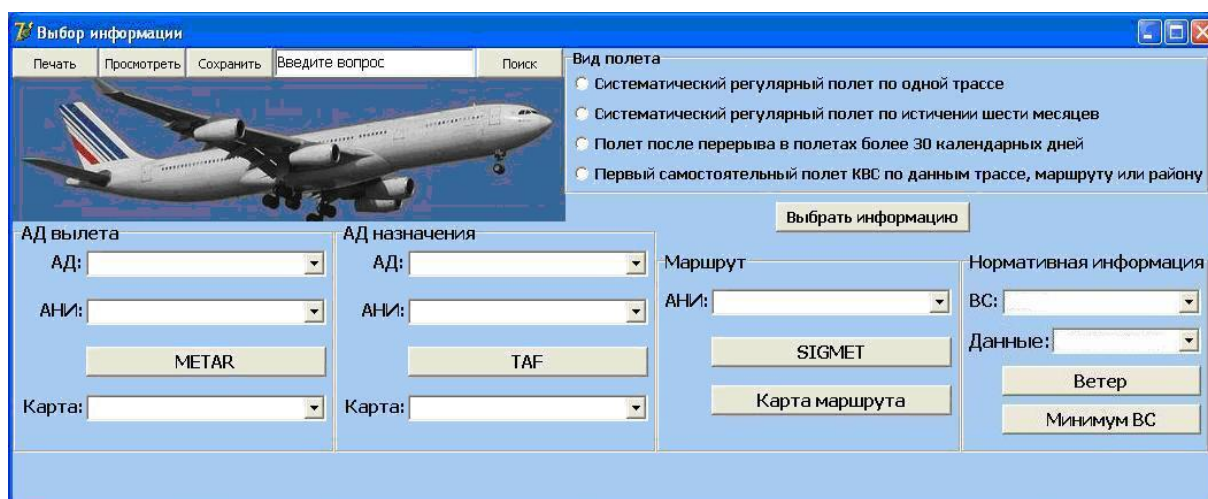 Выбор информации
Печать
Просмотреть
Сохранить
Введите вопрос
Поиск
Вид полета
Систематический регулярный полет по одной трассе
Систематический регулярный полет по истичении шести месяцев
Полет после перерыва в полетах более 30 календарных дней
Первый самостоятельный полет КВС по данным трассе, маршруту или району
Выбрать информацию
АД вылета
АД:
АНИ:
METAR
Карта:
АД назначения
АД:
АНИ:
TAF
Карта:
Маршрут
АНИ:
SIGMET
Карта маршрута
Нормативная информация
ВС:
Данные:
Ветер
Минимум ВС